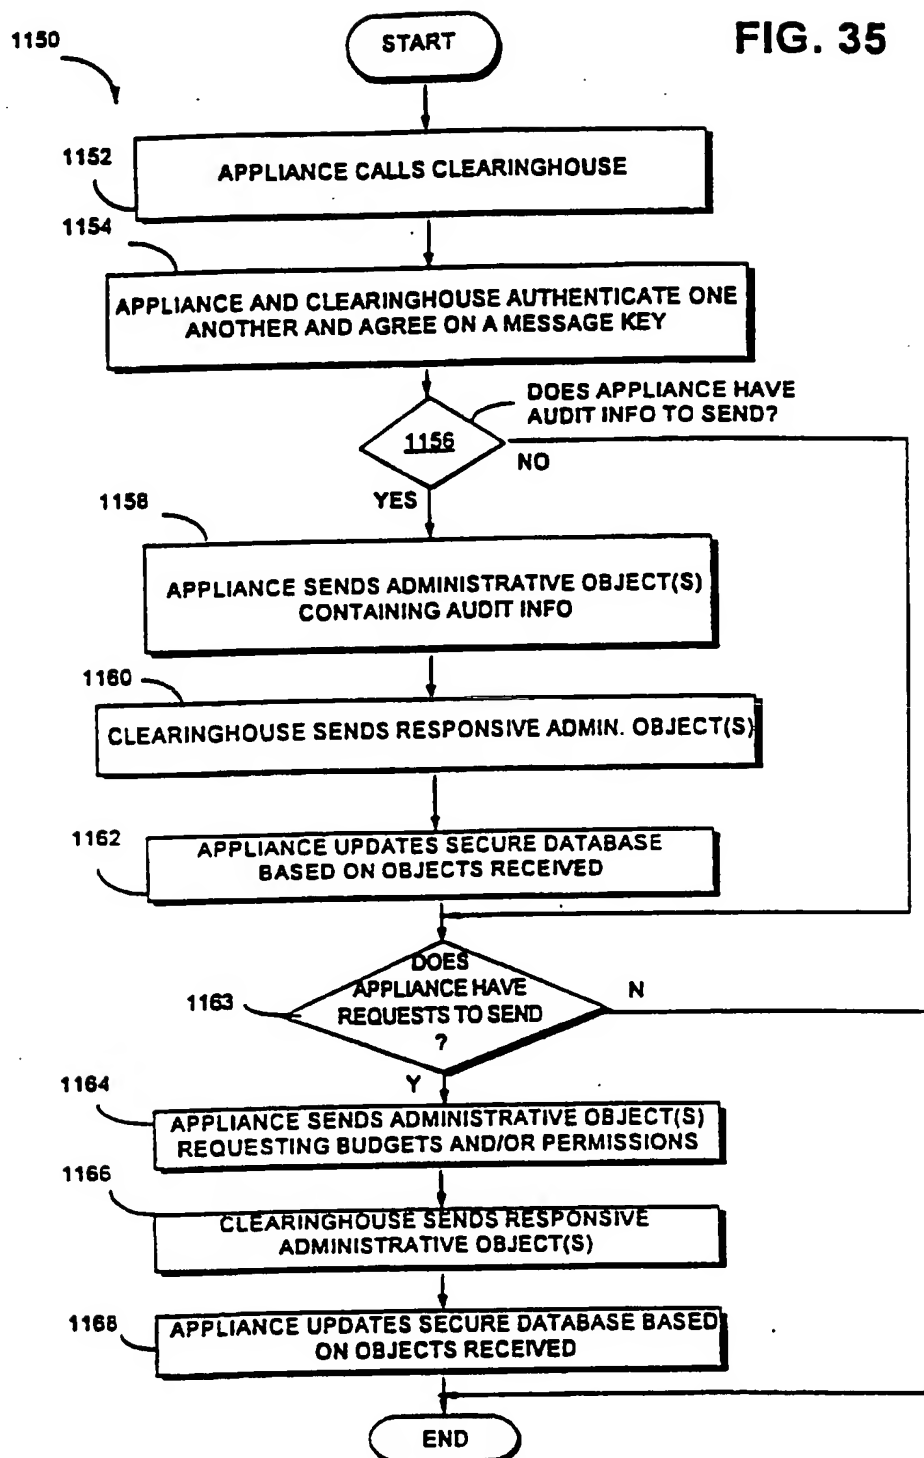 1150
START
FIG. 35
1152
APPLIANCE CALLS CLEARINGHOUSE
1154
APPLIANCE AND CLEARINGHOUSE AUTHENTICATE ONE
ANOTHER AND AGREE ON A MESSAGE KEY
DOES APPLIANCE HAVE
AUDIT INFO TO SEND?
1156
NO
YES
1158
APPLIANCE SENDS ADMINISTRATIVE OBJECT(S)
CONTAINING AUDIT INFO
1160
CLEARINGHOUSE SENDS RESPONSIVE ADMIN. OBJECT(S)
1162
APPLIANCE UPDATES SECURE DATABASE
BASED ON OBJECTS RECEIVED
DOES
APPLIANCE HAVE
REQUESTS TO SEND
?
1163
N
Y
1164
APPLIANCE SENDS ADMINISTRATIVE OBJECT(S)
REQUESTING BUDGETS AND/OR PERMISSIONS
1166
CLEARINGHOUSE SENDS RESPONSIVE
ADMINISTRATIVE OBJECT(S)
1168
APPLIANCE UPDATES SECURE DATABASE BASED
ON OBJECTS RECEIVED
END